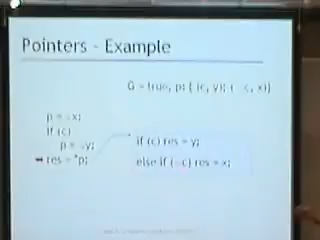 Pointers - Example
G = true, p: { (c, y); (¬c, x)}
p = &x;
if (c)
p = &y;
➡ res = *p;
if (c) res = y;
else if (¬c) res = x;